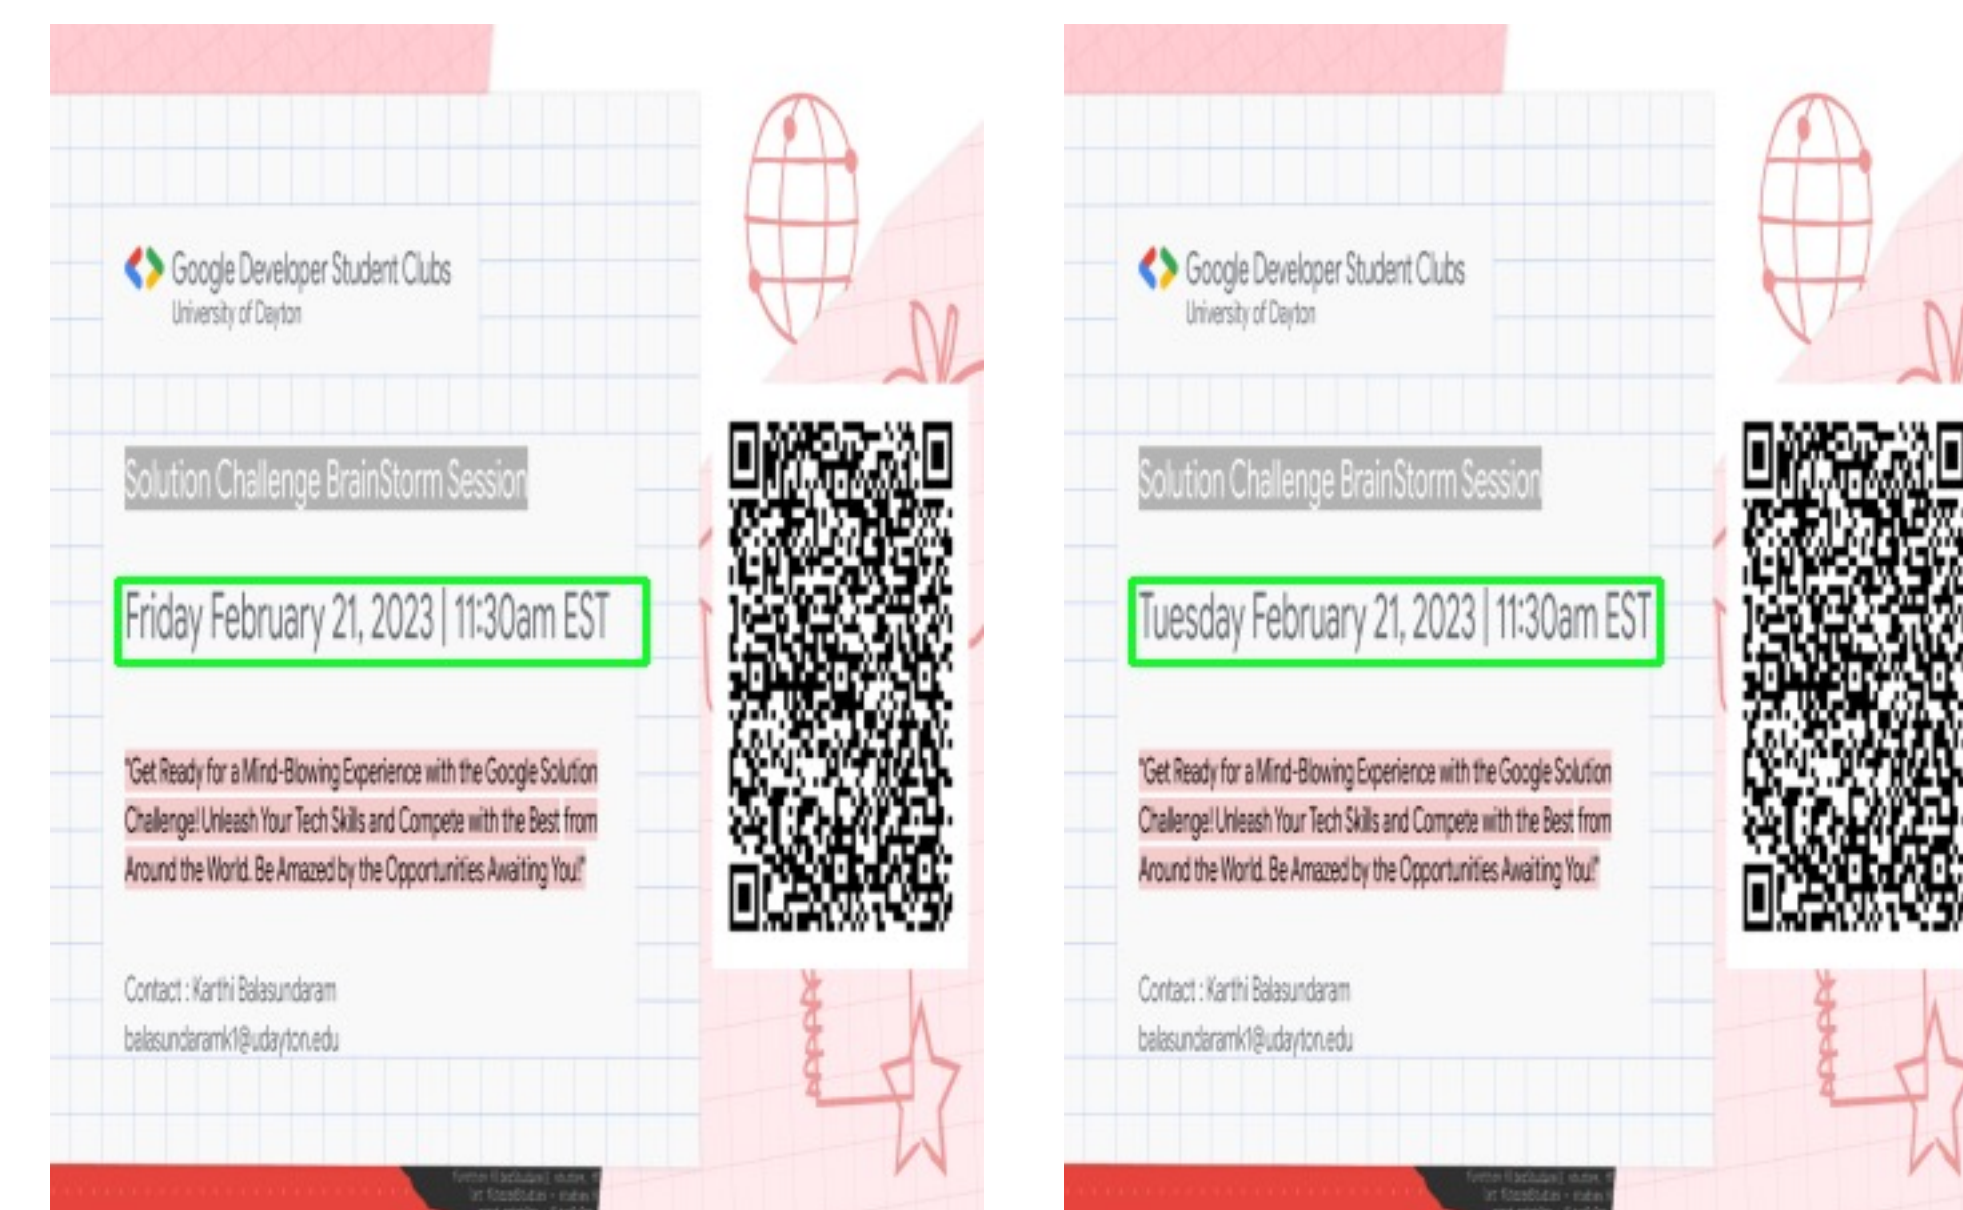 Google Developer Student Clubs
University of Dayton
Solution Challenge BrainStorm Session
Friday February 21, 2023 | 11:30am EST
"Get Ready for a Mind-Blowing Experience with the Google Solution
Challenge! Unleash Your Tech Skills and Compete with the Best from
Around the World. Be Amazed by the Opportunities Awaiting You!"
Contact : Karthi Balasundaram
balasundaramk1@udayton.edu
Google Developer Student Clubs
University of Dayton
Solution Challenge BrainStorm Session
Tuesday February 21, 2023 | 11:30am EST
"Get Ready for a Mind-Blowing Experience with the Google Solution
Challenge! Unleash Your Tech Skills and Compete with the Best from
Around the World. Be Amazed by the Opportunities Awaiting You!"
Contact : Karthi Balasundaram
balasundaramk1@udayton.edu